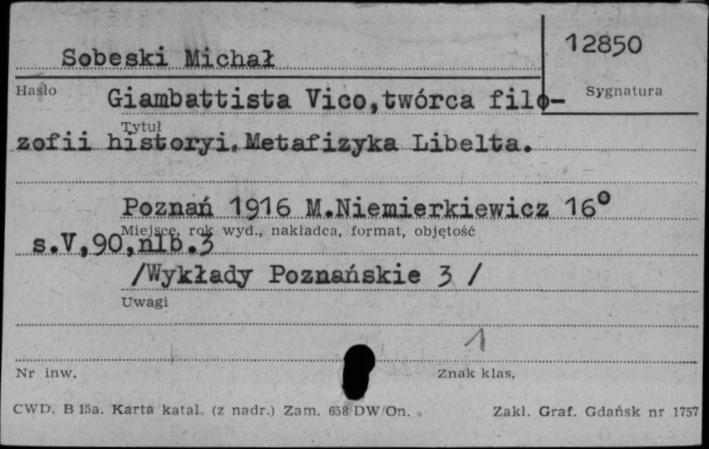 12850
Sobeski Michał
Hasło
Sygnatura
Giambattista Vico,twórca filo-
Tytuł
zofii historyi.Metafizyka Libelta.
Poznań 1916 M.Niemierkiewicz 16°
Miejsce, rok wyd., nakładca, format, objętość
s.V,90,nlb.3
/Wykłady Poznańskie 3 /
Uwagi
1
Nr inw.
Znak klas.
CWD. B 15a. Karta katal. (z nadr.) Zam. 658/DW/On.
Zakł. Graf. Gdańsk nr 1757